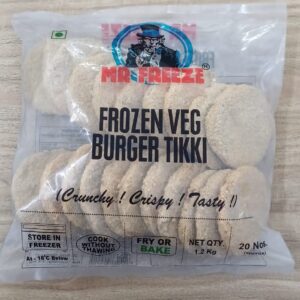 MR.FREEZE
FROZEN VEG
BURGER TIKKI
(Crunchy ! Crispy ! Tasty !)
STORE IN
FREEZER
At - 18°C Below
COOK
WITHOUT
THAWING
FRY OR
BAKE
NET QTY.
1.2 Kg
20 Nos.